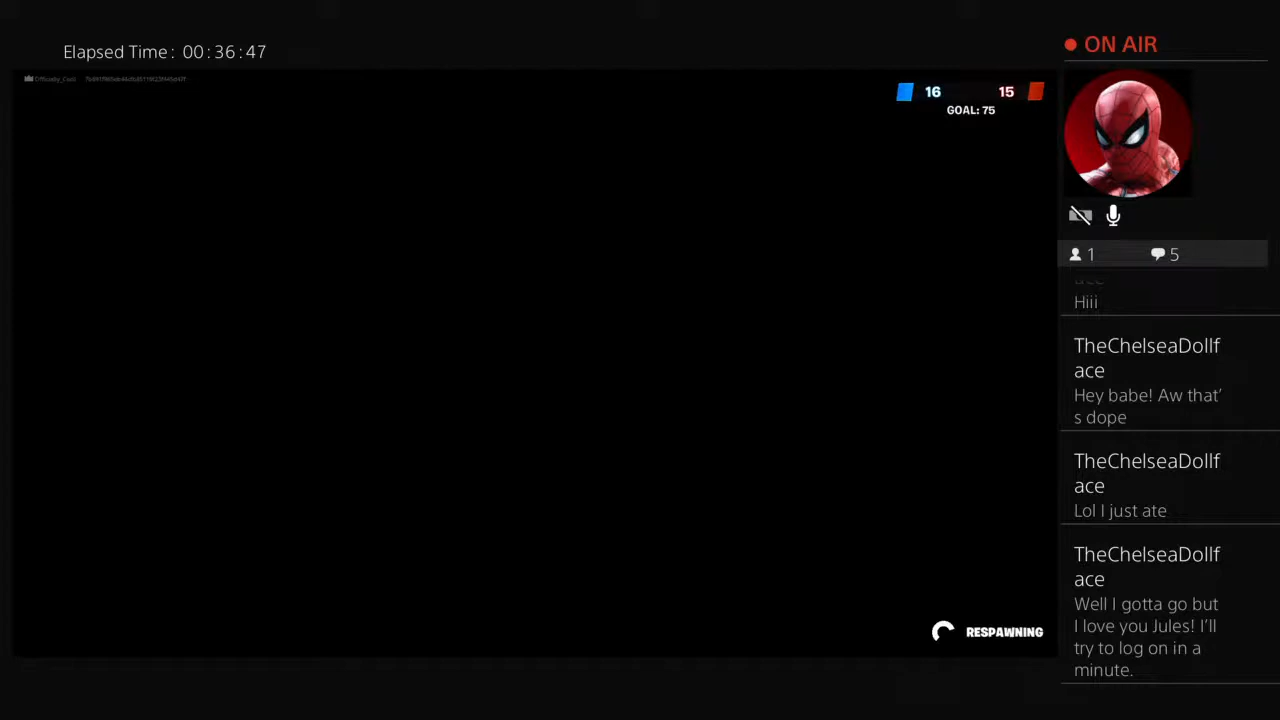 Elapsed Time: 00:36:47
ON AIR
16 15
GOAL: 75
1 5
Hiii
TheChelseaDollf
ace
Hey babe! Aw that'
s dope
TheChelseaDollf
ace
Lol I just ate
TheChelseaDollf
ace
Well I gotta go but
I love you Jules! I'll
try to log on in a
minute.
RESPAWNING